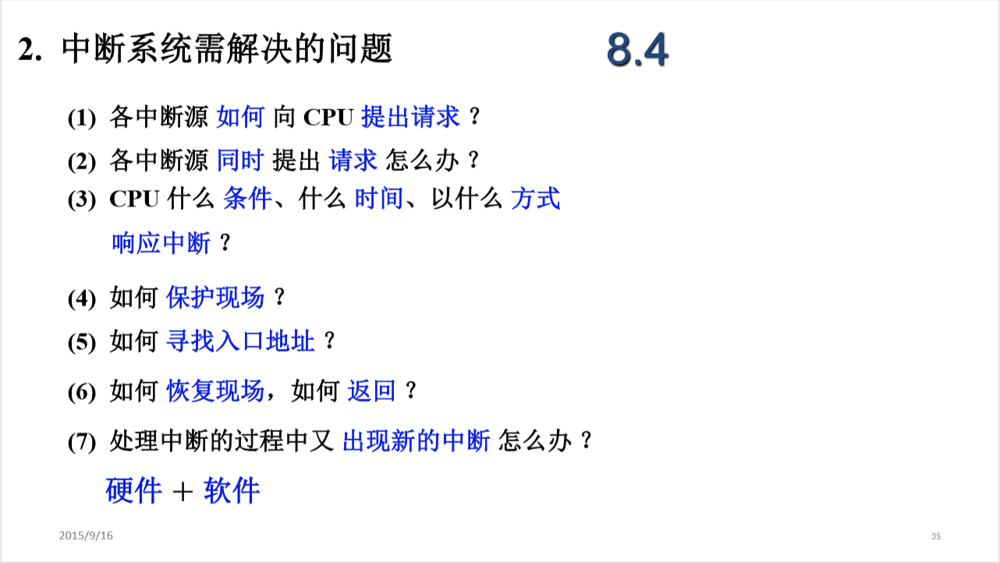 2. 中断系统需解决的问题
8.4
(1) 各中断源 如何 向 CPU 提出请求 ？
(2) 各中断源 同时 提出 请求 怎么办 ？
(3) CPU 什么 条件、什么 时间、以什么 方式
响应中断 ？
(4) 如何 保护现场 ？
(5) 如何 寻找入口地址 ？
(6) 如何 恢复现场，如何 返回 ？
(7) 处理中断的过程中又 出现新的中断 怎么办 ？
硬件 + 软件
2015/9/16
35